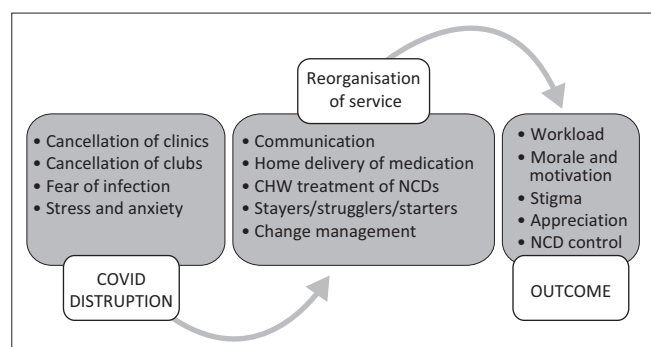 Reorganisation
of service
• Cancellation of clinics
• Cancellation of clubs
• Fear of infection
• Stress and anxiety
COVID
DISTRUPTION
• Communication
• Home delivery of medication
• CHW treatment of NCDs
• Stayers/strugglers/starters
• Change management
• Workload
• Morale and
motivation
• Stigma
• Appreciation
• NCD control
OUTCOME